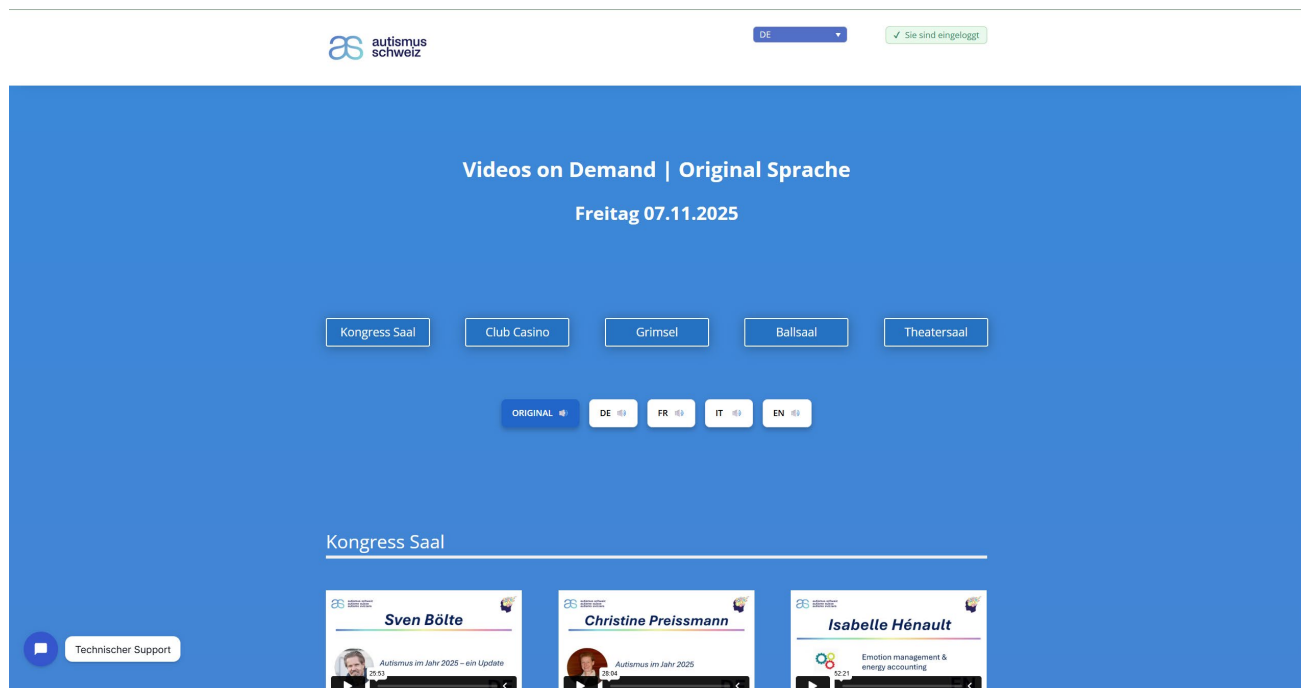 autismus
schweiz
DE
✓ Sie sind eingeloggt
Videos on Demand | Original Sprache
Freitag 07.11.2025
Kongress Saal
Club Casino
Grimsel
Ballsaal
Theatersaal
ORIGINAL
DE
FR
IT
EN
Kongress Saal
Sven Bölte
Autismus im Jahr 2025 – ein Update
25:53
Christine Preissmann
Autismus im Jahr 2025
28:04
Isabelle Hénault
Emotion management &
energy accounting
52:21
Technischer Support